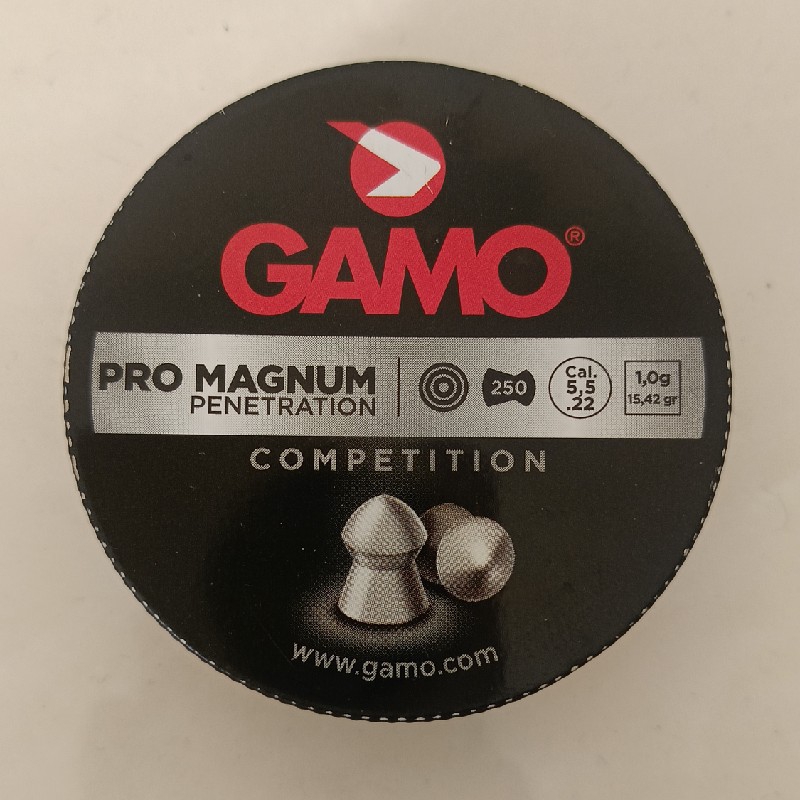 GAMO®
PRO MAGNUM
PENETRATION
250
Cal.
5,5
.22
1,0g
15,42 gr
COMPETITION
www.gamo.com